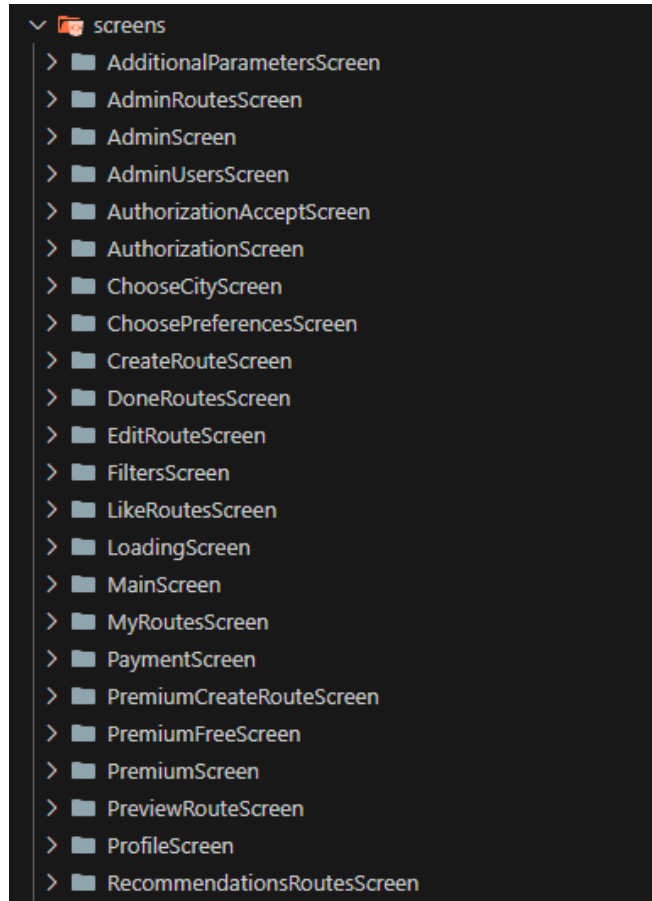 screens
AdditionalParametersScreen
AdminRoutesScreen
AdminScreen
AdminUsersScreen
AuthorizationAcceptScreen
AuthorizationScreen
ChooseCityScreen
ChoosePreferencesScreen
CreateRouteScreen
DoneRoutesScreen
EditRouteScreen
FiltersScreen
LikeRoutesScreen
LoadingScreen
MainScreen
MyRoutesScreen
PaymentScreen
PremiumCreateRouteScreen
PremiumFreeScreen
PremiumScreen
PreviewRouteScreen
ProfileScreen
RecommendationsRoutesScreen